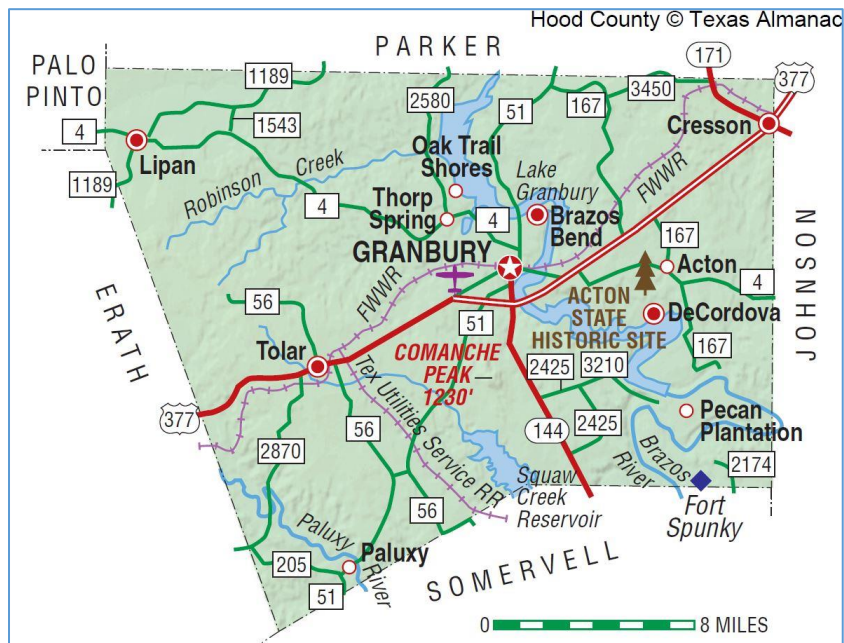 Hood County © Texas Almanac
PARKER
PALO
PINTO
171
377
1189
2580
51
167
3450
4
1543
Cresson
Lipan
Oak Trail
Shores
Lake
Granbury
FWWR
1189
Robinson Creek
Thorp
Spring
4
4
Brazos
Bend
167
GRANBURY
Acton
4
JOHNSON
ERATH
FWWR
56
51
ACTON
STATE
HISTORIC SITE
DeCordova
Tolar
COMANCHE
PEAK —
1230'
2425
3210
167
377
Tex Utilities Service RR
56
144
2425
Pecan
Plantation
2870
Brazos
River
2174
Squaw
Creek
Reservoir
56
Fort
Spunky
Paluxy
River
Paluxy
205
51
SOMERVELL
0
8 MILES